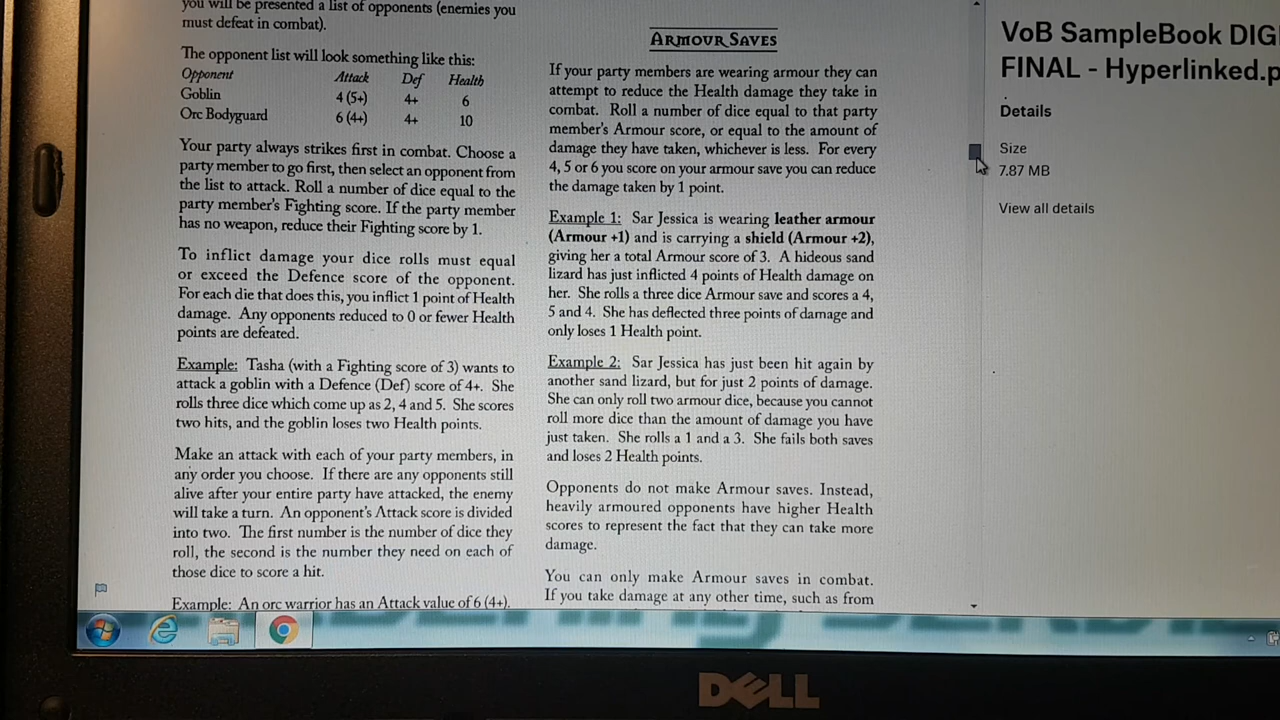 you will be presented a list of opponents (enemies you
must defeat in combat).
The opponent list will look something like this:
Opponent Attack Def Health
Goblin 4 (5+) 4+ 6
Orc Bodyguard 6 (4+) 4+ 10
Your party always strikes first in combat. Choose a
party member to go first, then select an opponent from
the list to attack. Roll a number of dice equal to the
party member's Fighting score. If the party member
has no weapon, reduce their Fighting score by 1.
To inflict damage your dice rolls must equal
or exceed the Defence score of the opponent.
For each die that does this, you inflict 1 point of Health
damage. Any opponents reduced to 0 or fewer Health
points are defeated.
Example: Tasha (with a Fighting score of 3) wants to
attack a goblin with a Defence (Def) score of 4+. She
rolls three dice which come up as 2, 4 and 5. She scores
two hits, and the goblin loses two Health points.
Make an attack with each of your party members, in
any order you choose. If there are any opponents still
alive after your entire party have attacked, the enemy
will take a turn. An opponent's Attack score is divided
into two. The first number is the number of dice they
roll, the second is the number they need on each of
those dice to score a hit.
Example: An orc warrior has an Attack value of 6 (4+).
Armour Saves
If your party members are wearing armour they can
attempt to reduce the Health damage they take in
combat. Roll a number of dice equal to that party
member's Armour score, or equal to the amount of
damage they have taken, whichever is less. For every
4, 5 or 6 you score on your armour save you can reduce
the damage taken by 1 point.
Example 1: Sar Jessica is wearing leather armour
(Armour +1) and is carrying a shield (Armour +2),
giving her a total Armour score of 3. A hideous sand
lizard has just inflicted 4 points of Health damage on
her. She rolls a three dice Armour save and scores a 4,
5 and 4. She has deflected three points of damage and
only loses 1 Health point.
Example 2: Sar Jessica has just been hit again by
another sand lizard, but for just 2 points of damage.
She can only roll two armour dice, because you cannot
roll more dice than the amount of damage you have
just taken. She rolls a 1 and a 3. She fails both saves
and loses 2 Health points.
Opponents do not make Armour saves. Instead,
heavily armoured opponents have higher Health
scores to represent the fact that they can take more
damage.
You can only make Armour saves in combat.
If you take damage at any other time, such as from
VoB SampleBook DIGI
FINAL - Hyperlinked.p
Details
Size
7.87 MB
View all details
DELL